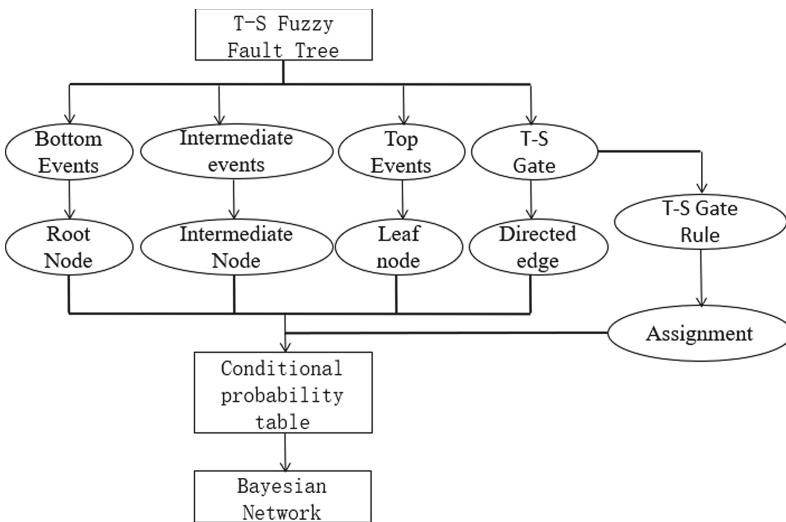 T-S Fuzzy
Fault Tree
Bottom
Events
Intermediate
events
Top
Events
T-S
Gate
Root
Node
Intermediate
Node
Leaf
node
Directed
edge
T-S Gate
Rule
Assignment
Conditional
probability
table
Bayesian
Network